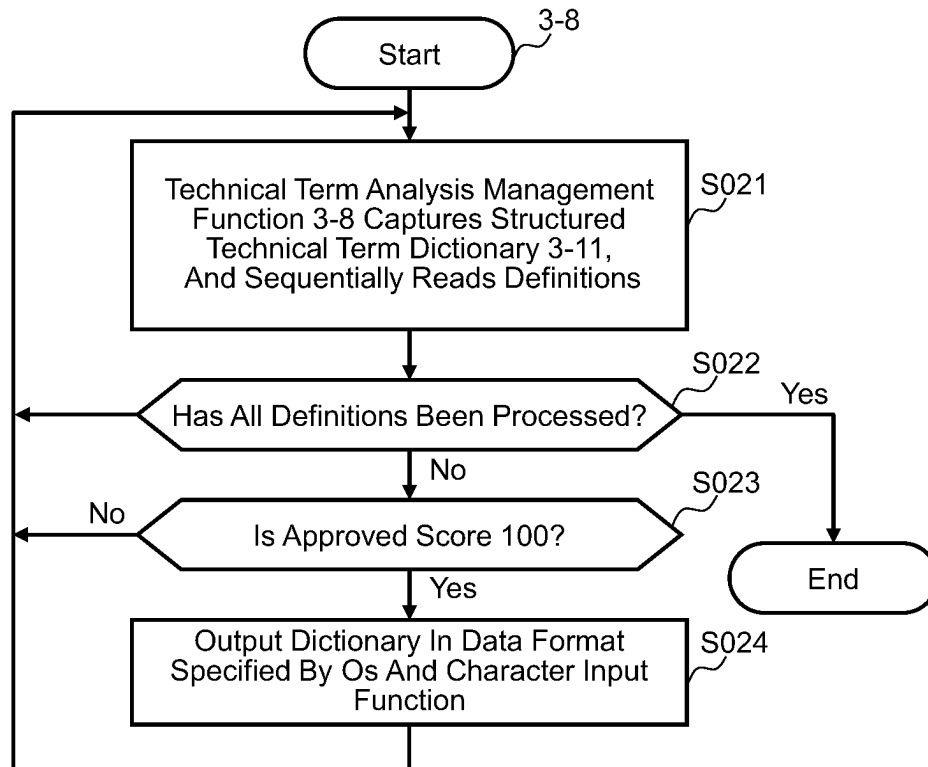 3-8
Start
Technical Term Analysis Management
Function 3-8 Captures Structured
Technical Term Dictionary 3-11,
And Sequentially Reads Definitions
S021
Has All Definitions Been Processed?
S022
Yes
No
Is Approved Score 100?
S023
No
End
Yes
Output Dictionary In Data Format
Specified By Os And Character Input
Function
S024